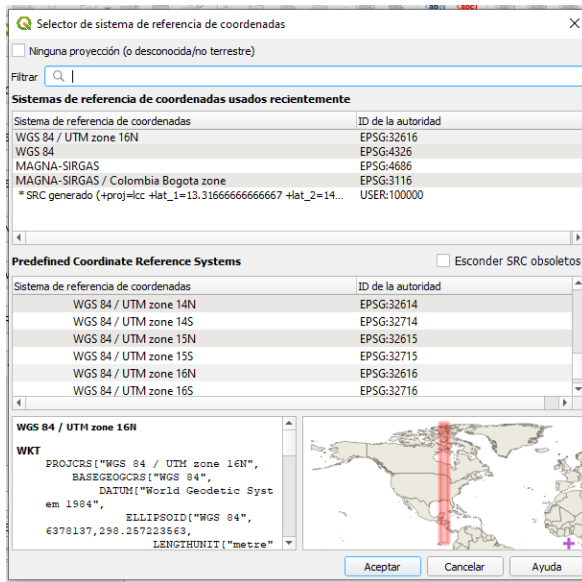 Selector de sistema de referencia de coordenadas
Ninguna proyección (o desconocida/no terrestre)
Filtrar
Sistemas de referencia de coordenadas usados recientemente
Sistema de referencia de coordenadas ID de la autoridad
WGS 84 / UTM zone 16N EPSG:32616
WGS 84 EPSG:4326
MAGNA-SIRGAS EPSG:4686
MAGNA-SIRGAS / Colombia Bogota zone EPSG:3116
* SRC generado (+proj=lcc +lat_1=13.31666666666667 +lat_2=14... USER:100000
Predefined Coordinate Reference Systems Esconder SRC obsoletos
Sistema de referencia de coordenadas ID de la autoridad
WGS 84 / UTM zone 14N EPSG:32614
WGS 84 / UTM zone 14S EPSG:32714
WGS 84 / UTM zone 15N EPSG:32615
WGS 84 / UTM zone 15S EPSG:32715
WGS 84 / UTM zone 16N EPSG:32616
WGS 84 / UTM zone 16S EPSG:32716
WGS 84 / UTM zone 16N
WKT
PROJCRS["WGS 84 / UTM zone 16N",
BASEGEOGCRS["WGS 84",
DATUM["World Geodetic Syst
em 1984",
ELLIPSOID["WGS 84",
6378137,298.257223563,
LENGTHUNIT["metre"
Aceptar Cancelar Ayuda